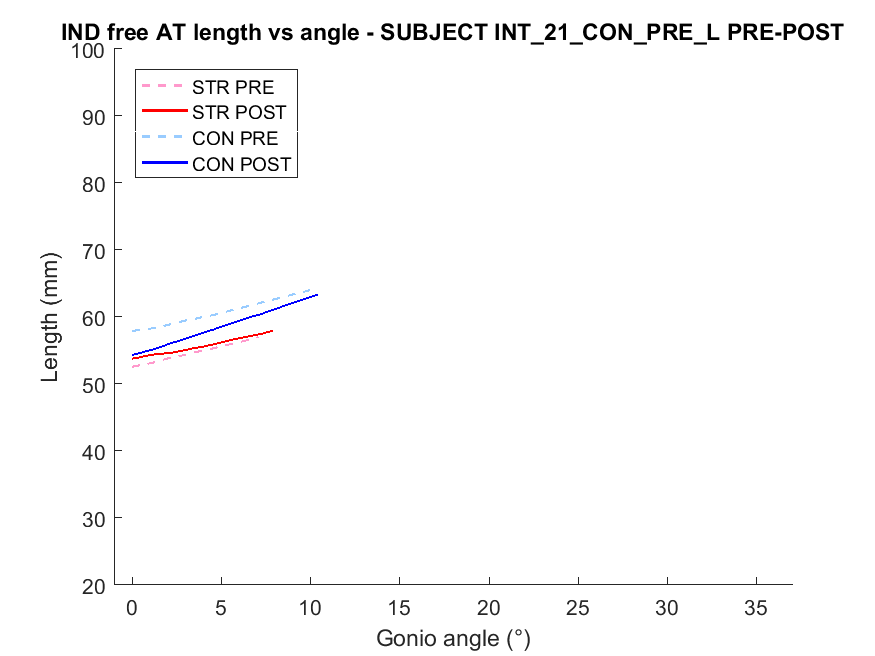 IND free AT length vs angle - SUBJECT INT_21_CON_PRE_L PRE-POST
100
90
80
70
60
50
40
30
20
Length (mm)
STR PRE
STR POST
CON PRE
CON POST
0 5 10 15 20 25 30 35
Gonio angle (°)